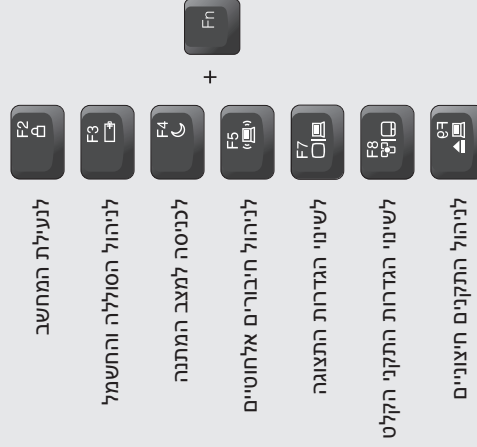 Fn
+
F2
לנעילת המחשב
F3
לניהול הסוללה והחשמל
F4
לכניסה למצב המתנה
F5
לניהול חיבורים אלחוטיים
F7
לשינוי הגדרות התצוגה
F8
לשינוי הגדרות התקני הקלט
F9
לניהול התקנים חיצוניים